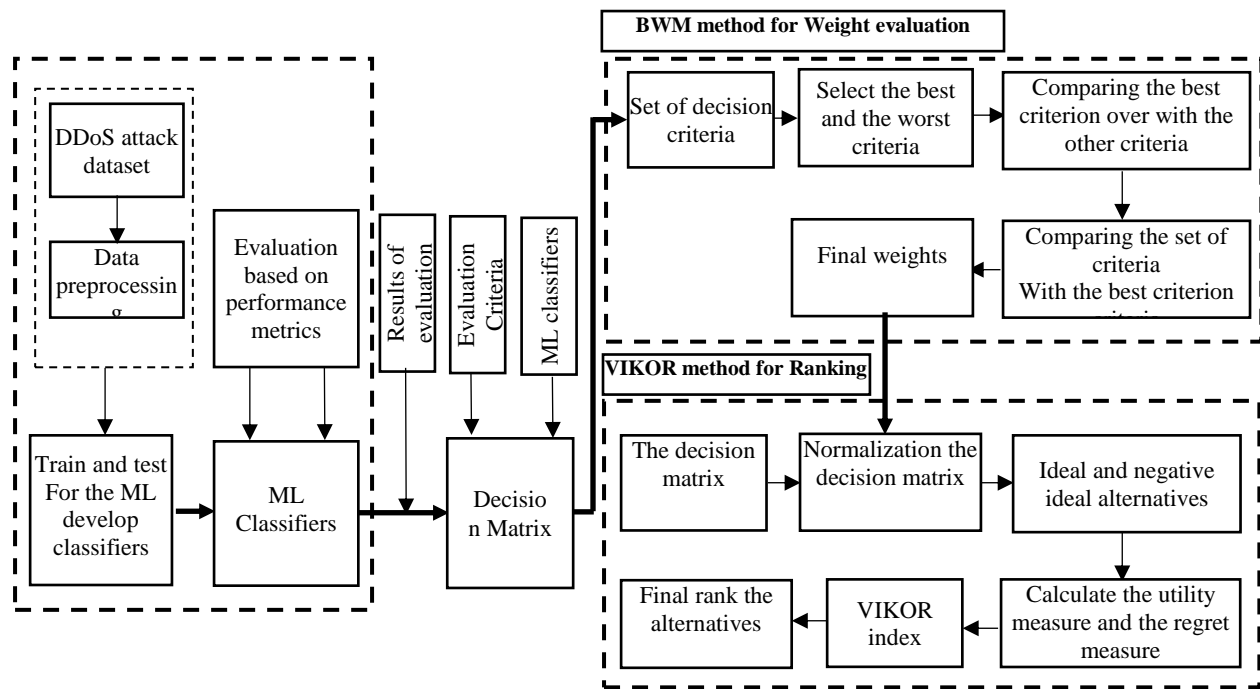 BWM method for Weight evaluation
DDoS attack
dataset
Data
preprocessin
Evaluation
based on
performance
metrics
Train and test
For the ML
develop
classifiers
ML
Classifiers
Results of
evaluation
Evaluation
Criteria
ML classifiers
Decisio
n Matrix
Set of decision
criteria
Select the best
and the worst
criteria
Comparing the best
criterion over with the
other criteria
Comparing the set of
criteria
With the best criterion
Final weights
VIKOR method for Ranking
The decision
matrix
Normalization the
decision matrix
Ideal and negative
ideal alternatives
Calculate the utility
measure and the regret
measure
VIKOR
index
Final rank the
alternatives